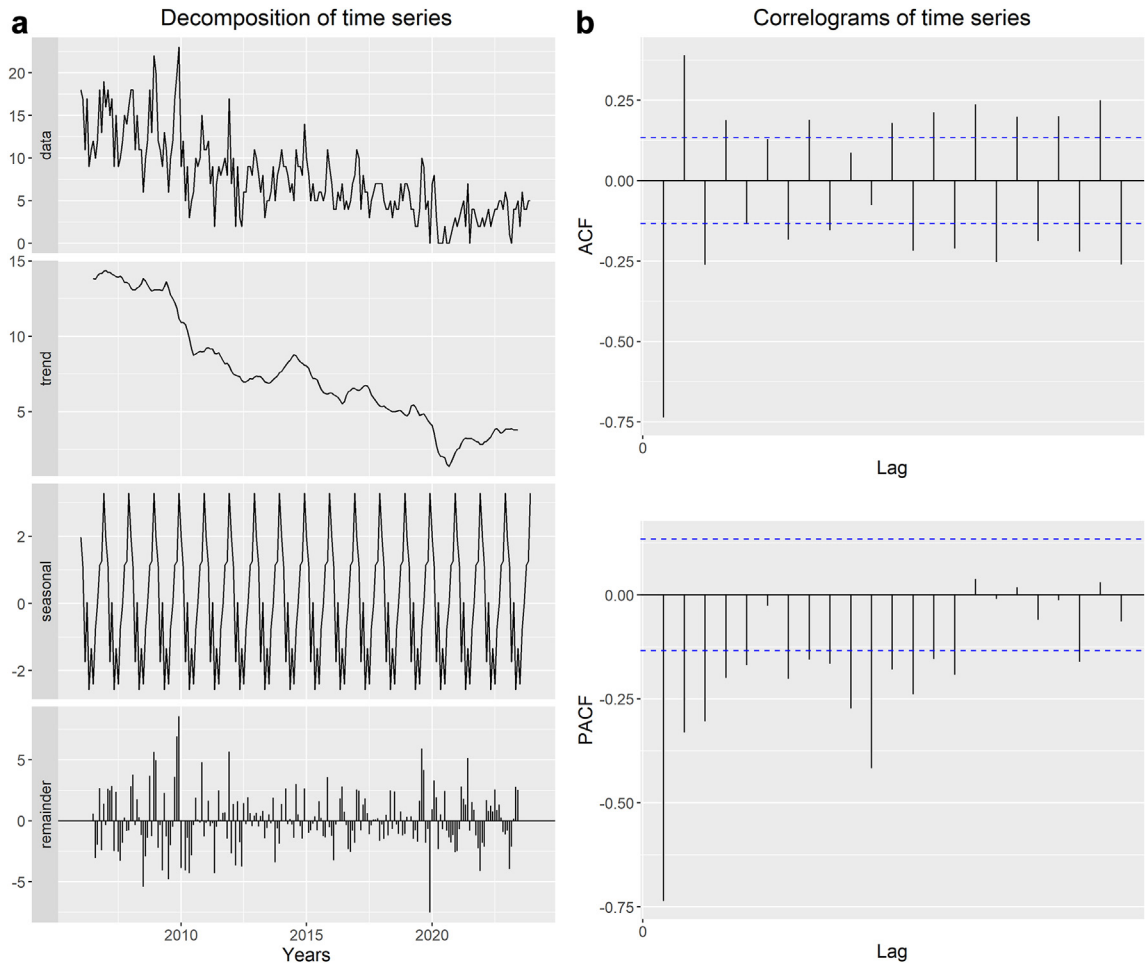 a
Decomposition of time series
data
20
15
10
5
0
trend
15
10
5
seasonal
2
0
-2
remainder
5
0
-5
2010
2015
2020
Years
b
Correlograms of time series
ACF
0.25
0.00
-0.25
-0.50
-0.75
0
Lag
PACF
0.00
-0.25
-0.50
-0.75
0
Lag